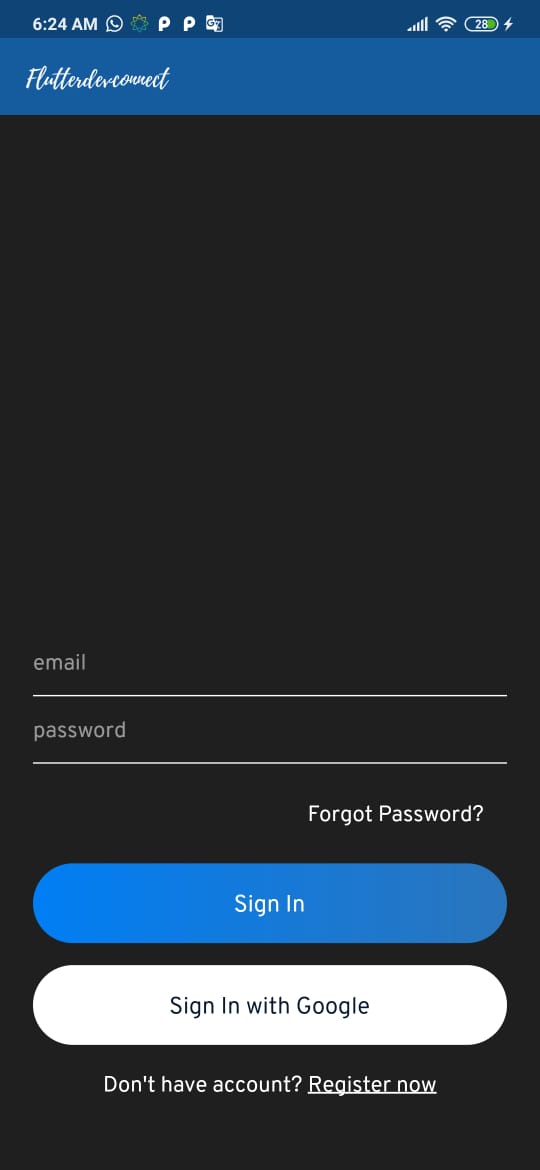 6:24 AM
28
Flutterdevconnect
email
password
Forgot Password?
Sign In
Sign In with Google
Don't have account? Register now